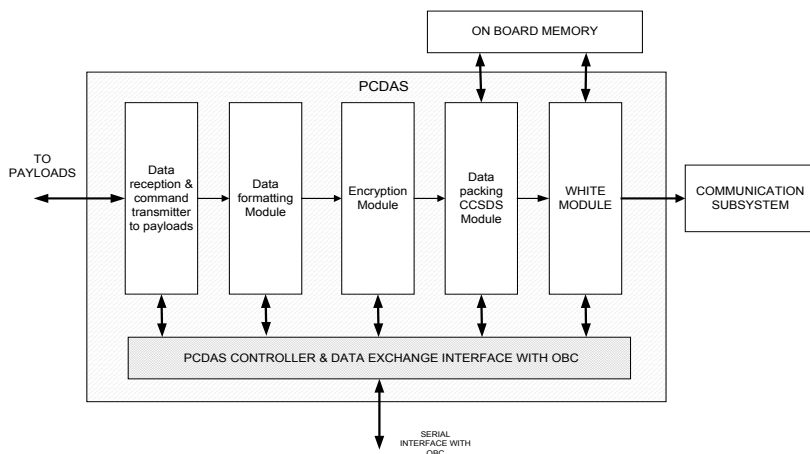 ON BOARD MEMORY
PCDAS
TO
PAYLOADS
Data
reception &
command
transmitter
to payloads
Data
formatting
Module
Encryption
Module
Data
packing
CCSDS
Module
WHITE
MODULE
COMMUNICATION
SUBSYSTEM
PCDAS CONTROLLER & DATA EXCHANGE INTERFACE WITH OBC
SERIAL
INTERFACE WITH
OBC